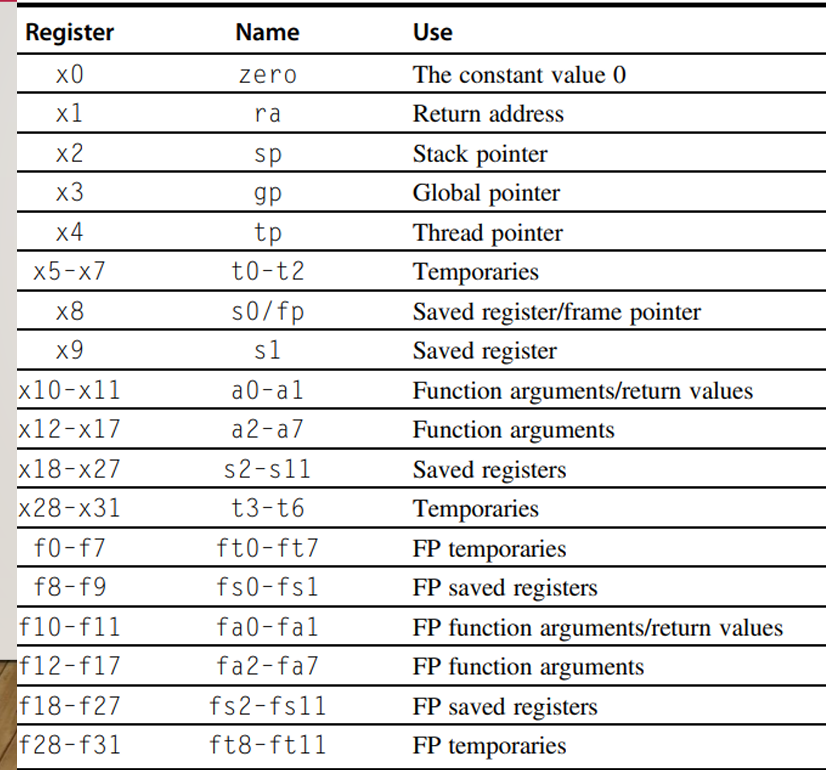 Register Name Use
x0 zero The constant value 0
x1 ra Return address
x2 sp Stack pointer
x3 gp Global pointer
x4 tp Thread pointer
x5-x7 t0-t2 Temporaries
x8 s0/fp Saved register/frame pointer
x9 s1 Saved register
x10-x11 a0-a1 Function arguments/return values
x12-x17 a2-a7 Function arguments
x18-x27 s2-s11 Saved registers
x28-x31 t3-t6 Temporaries
f0-f7 ft0-ft7 FP temporaries
f8-f9 fs0-fs1 FP saved registers
f10-f11 fa0-fa1 FP function arguments/return values
f12-f17 fa2-fa7 FP function arguments
f18-f27 fs2-fs11 FP saved registers
f28-f31 ft8-ft11 FP temporaries